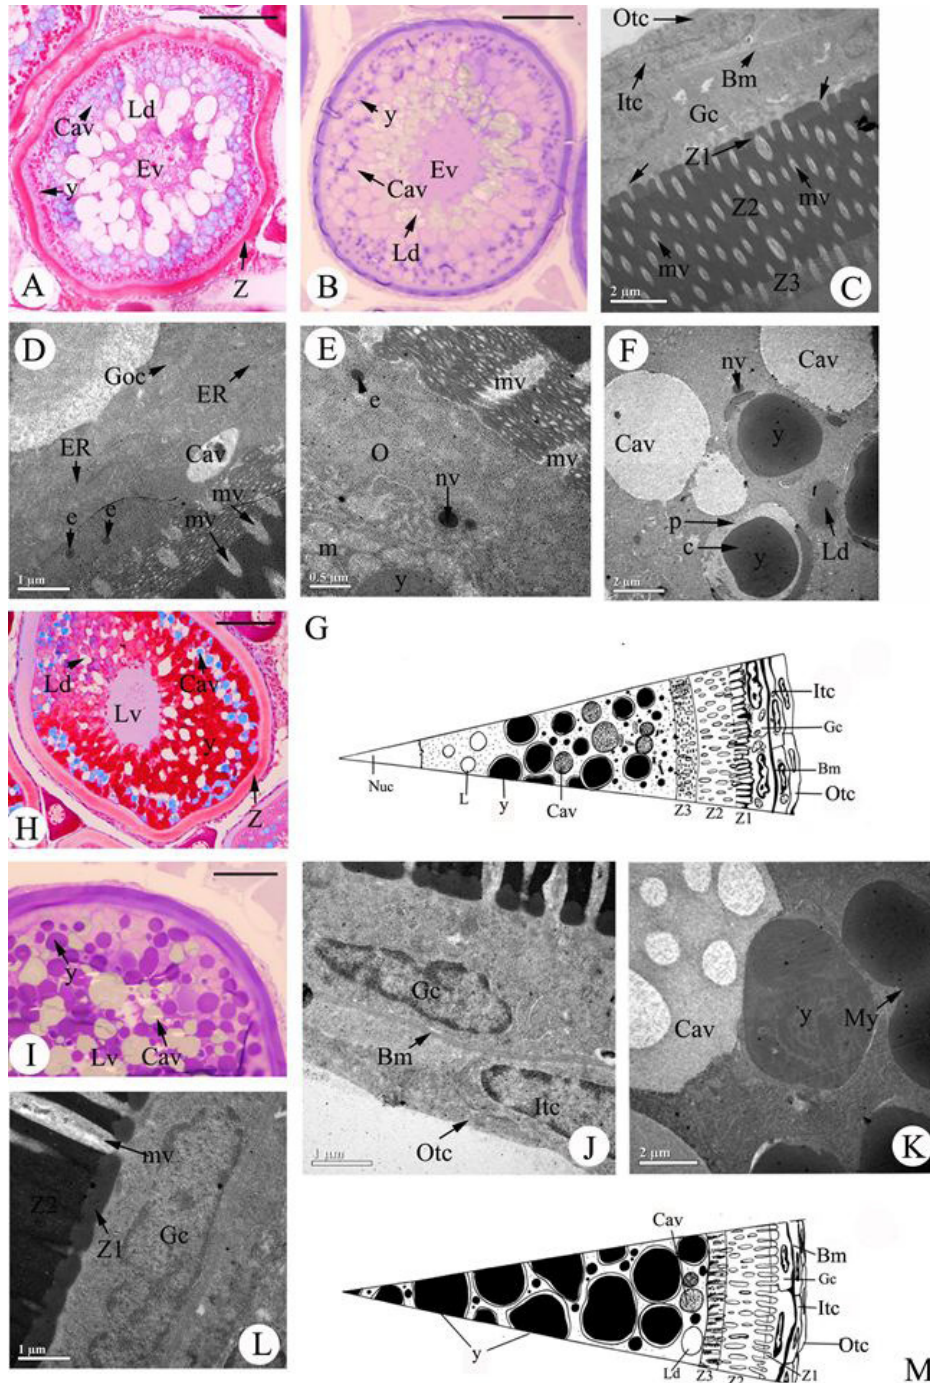 Cav
Ld
Ev
y
Z
A
y
Ev
Cav
Ld
B
Otc
Itc
Bm
Gc
Z1
mv
Z2
mv
Z3
2 µm
C
D
Goc
ER
ER
Cav
mv
e
e
mv
1 µm
E
e
mv
O
mv
nv
m
y
0.5 µm
F
Cav
nv
y
Cav
p
c
y
Ld
2 µm
Ld
Cav
Lv
y
Z
H
G
Itc
Gc
Bm
Otc
Nuc
L
y
Cav
Z3
Z2
Z1
y
I
Lv
Cav
Gc
Bm
Itc
Otc
1 µm
J
Cav
y
My
2 µm
K
mv
Z2
Z1
Gc
1 µm
L
Cav
Bm
Gc
Itc
Otc
y
Ld
Z3
Z2
Z1
M